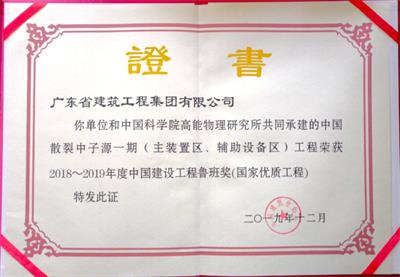 證書
广东省建筑工程集团有限公司
你单位和中国科学院高能物理研究所共同承建的中国
散裂中子源一期（主装置区、辅助设备区）工程荣获
2018～2019年度中国建设工程鲁班奖(国家优质工程)
特发此证
二〇一九年十二月